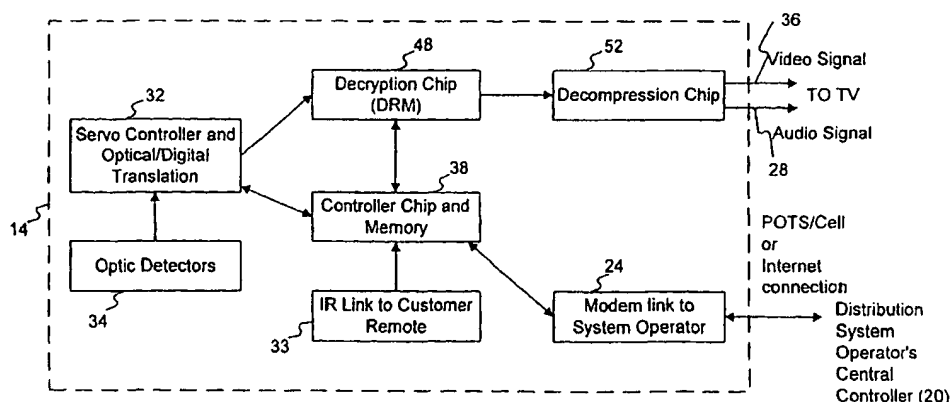 36
48
52
Video Signal
Decryption Chip
(DRM)
Decompression Chip
TO TV
32
Servo Controller and
Optical/Digital
Translation
Audio Signal
28
38
Controller Chip and
Memory
14
POTS/Cell
or
Internet
connection
Optic Detectors
34
24
IR Link to Customer
Remote
33
Modem link to
System Operator
Distribution
System
Operator's
Central
Controller (20)